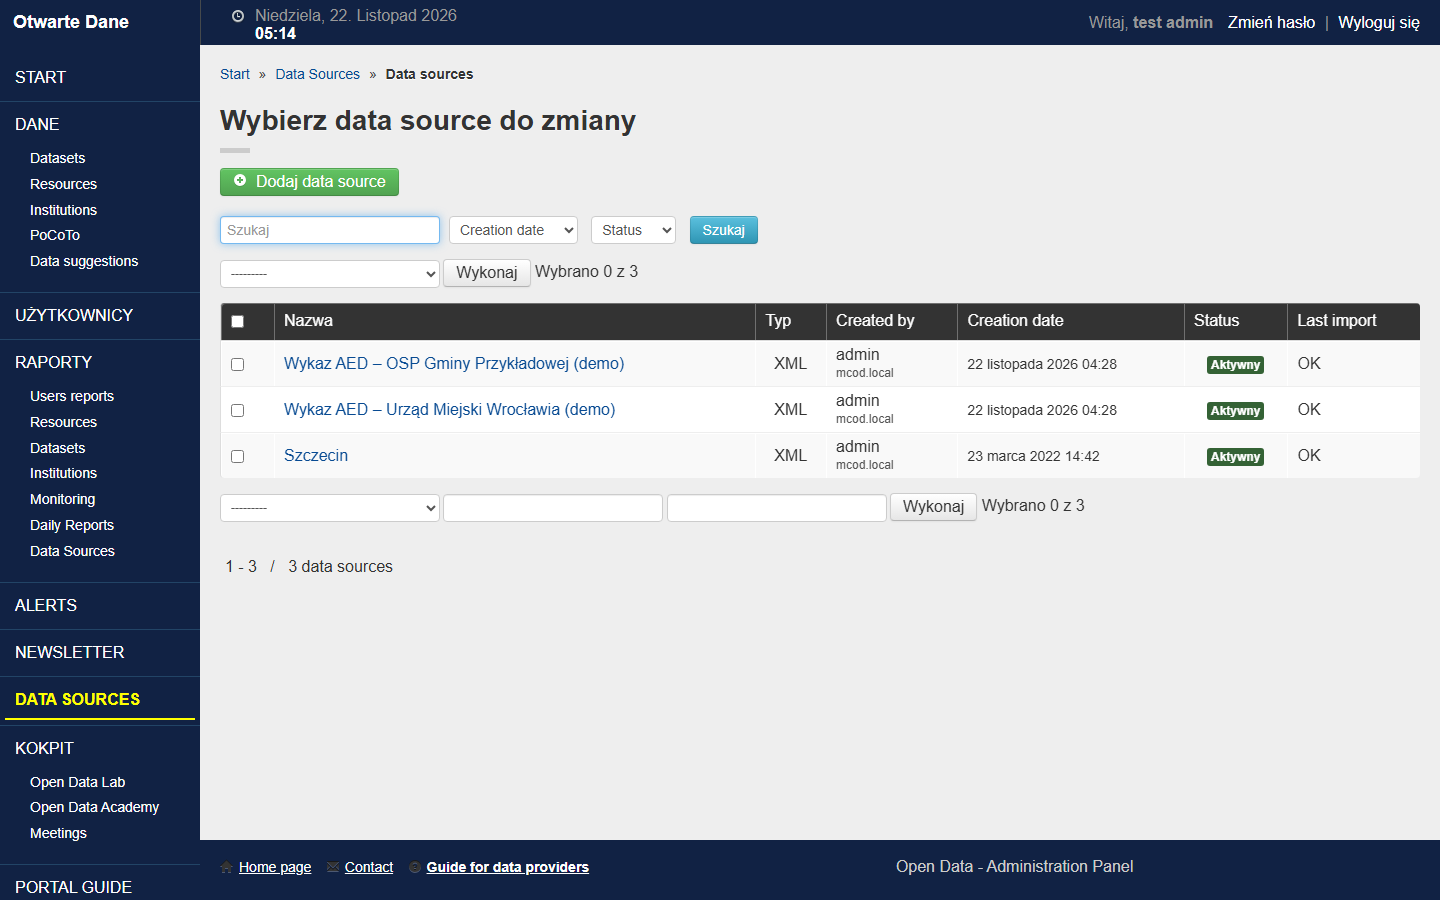 Otwarte Dane
Niedziela, 22. Listopad 2026
05:14
Witaj, test admin Zmień hasło | Wyloguj się
START
DANE
Datasets
Resources
Institutions
PoCoTo
Data suggestions
UŻYTKOWNICY
RAPORTY
Users reports
Resources
Datasets
Institutions
Monitoring
Daily Reports
Data Sources
ALERTS
NEWSLETTER
DATA SOURCES
KOKPIT
Open Data Lab
Open Data Academy
Meetings
PORTAL GUIDE
Start » Data Sources » Data sources
Wybierz data source do zmiany
Dodaj data source
Szukaj Creation date Status Szukaj
--------- Wykonaj Wybrano 0 z 3
Nazwa Typ Created by Creation date Status Last import
Wykaz AED – OSP Gminy Przykładowej (demo) XML admin mcod.local 22 listopada 2026 04:28 Aktywny OK
Wykaz AED – Urząd Miejski Wrocławia (demo) XML admin mcod.local 22 listopada 2026 04:28 Aktywny OK
Szczecin XML admin mcod.local 23 marca 2022 14:42 Aktywny OK
--------- Wykonaj Wybrano 0 z 3
1 - 3 / 3 data sources
Home page Contact Guide for data providers Open Data - Administration Panel